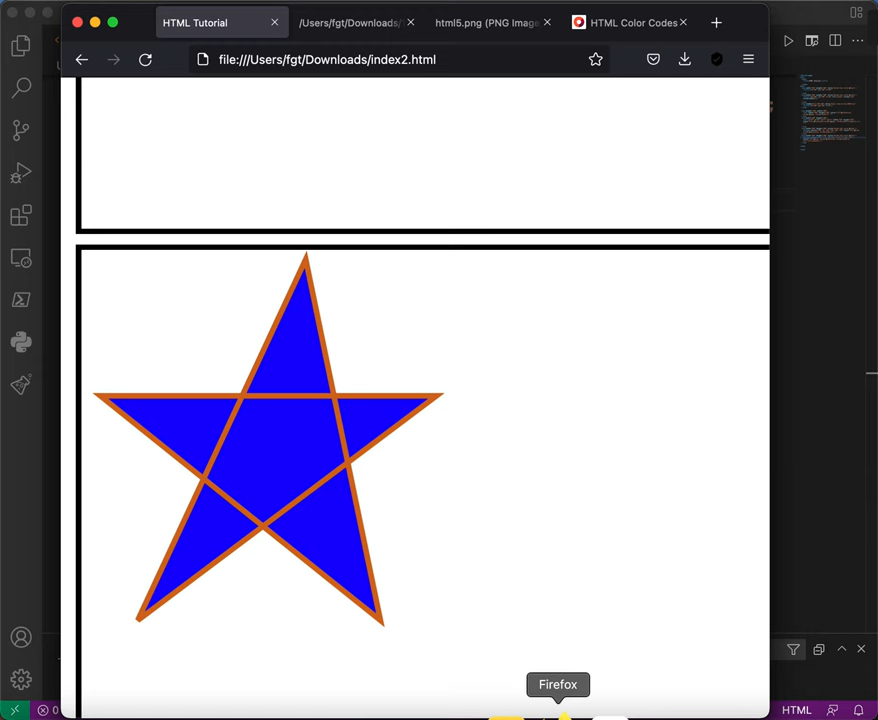 HTML Tutorial
/Users/fgt/Downloads/
html5.png (PNG Image
HTML Color Codes
file:///Users/fgt/Downloads/index2.html
Firefox
0
HTML